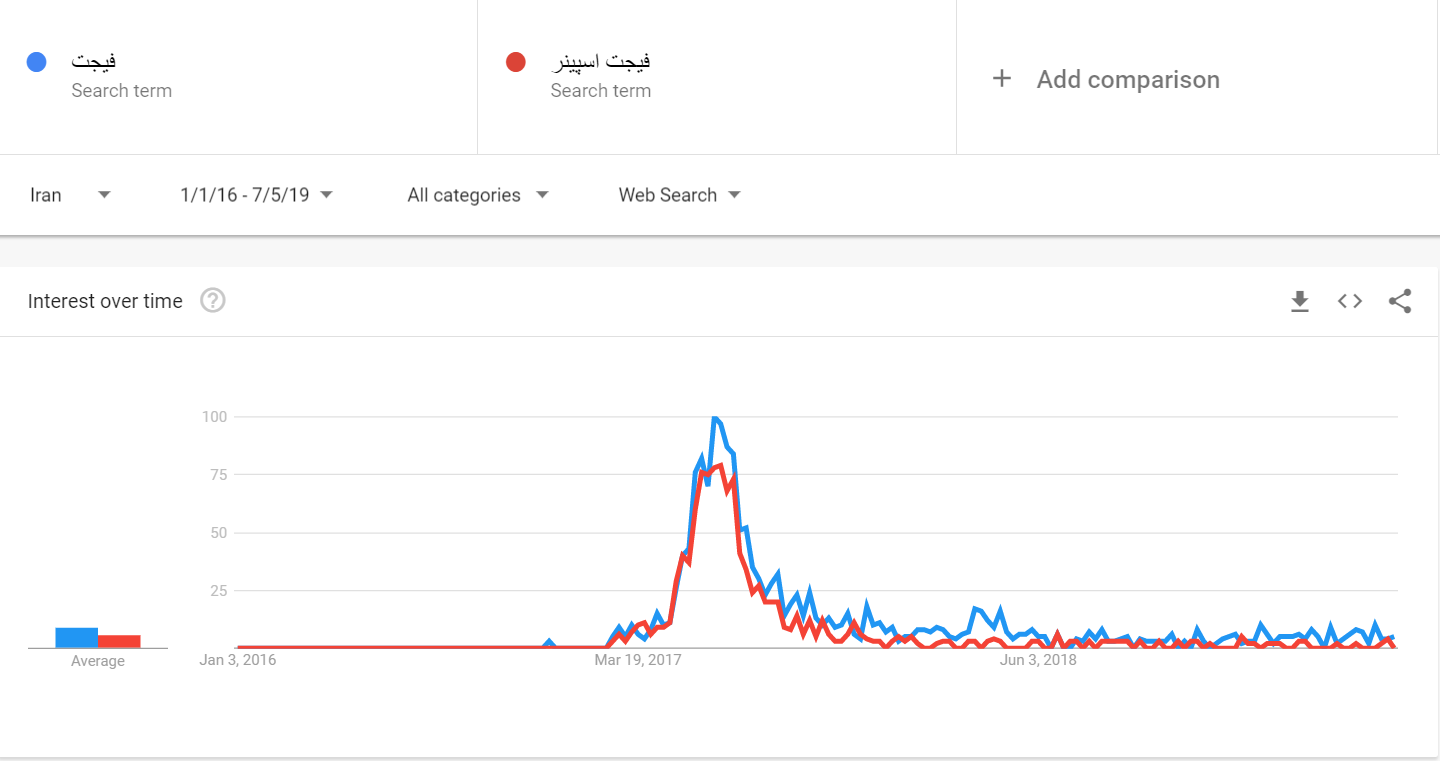 فیجت
Search term
فیجت اسپینر
Search term
+ Add comparison
Iran
1/1/16 - 7/5/19
All categories
Web Search
Interest over time
?
100
75
50
25
Average
Jan 3, 2016
Mar 19, 2017
Jun 3, 2018